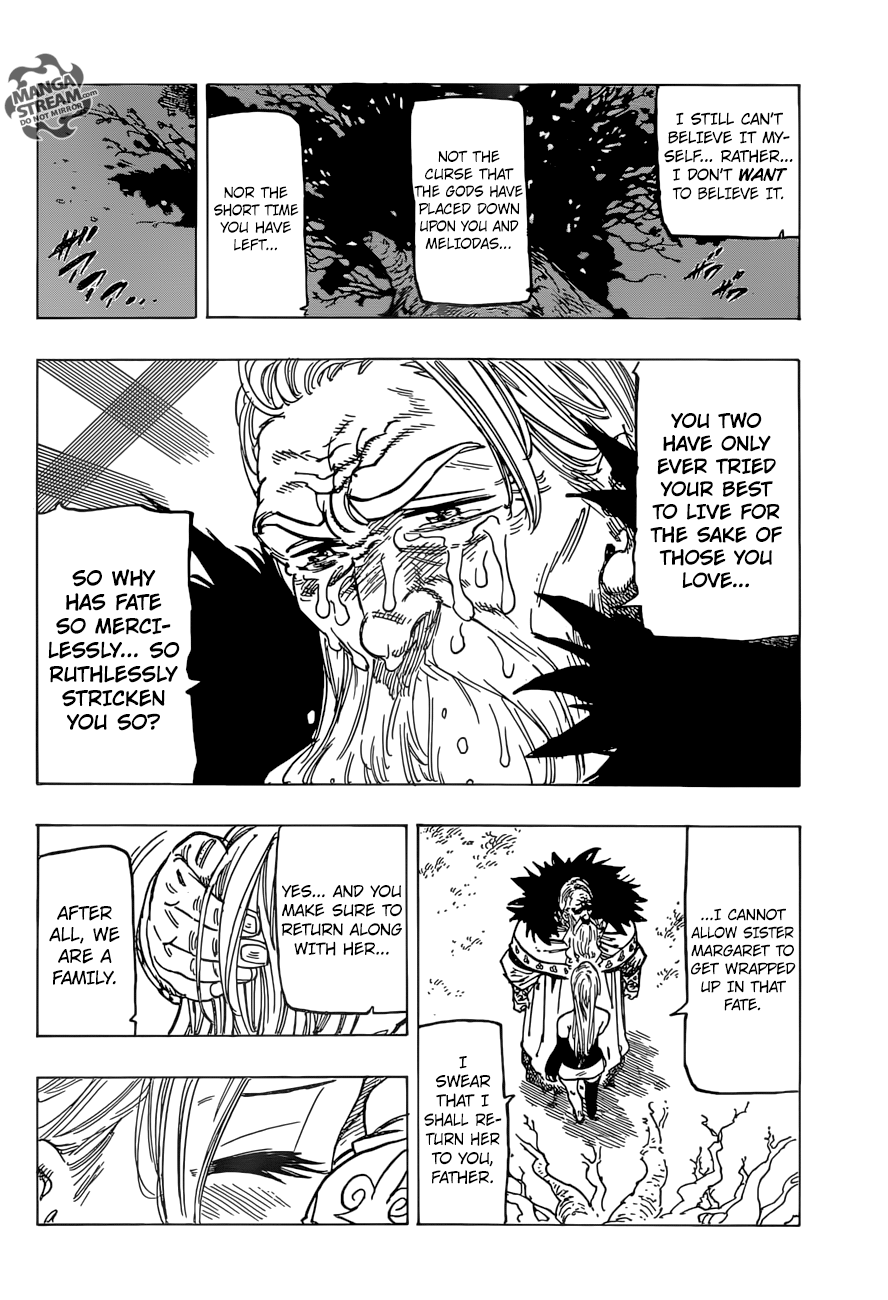 MANGA
STREAM.com
DO NOT MIRROR
I STILL CAN'T
BELIEVE IT MY-
SELF... RATHER...
I DON'T WANT
TO BELIEVE IT.
NOT THE
CURSE THAT
THE GODS HAVE
PLACED DOWN
UPON YOU AND
MELIODAS...
NOR THE
SHORT TIME
YOU HAVE
LEFT...
YOU TWO
HAVE ONLY
EVER TRIED
YOUR BEST
TO LIVE FOR
THE SAKE OF
THOSE YOU
LOVE...
SO WHY
HAS FATE
SO MERCI-
LESSLY... SO
RUTHLESSLY
STRICKEN
YOU SO?
...I CANNOT
ALLOW SISTER
MARGARET TO
GET WRAPPED
UP IN THAT
FATE.
I
SWEAR
THAT I
SHALL RE-
TURN HER
TO YOU,
FATHER.
YES... AND YOU
MAKE SURE TO
RETURN ALONG
WITH HER...
AFTER
ALL, WE
ARE A
FAMILY.